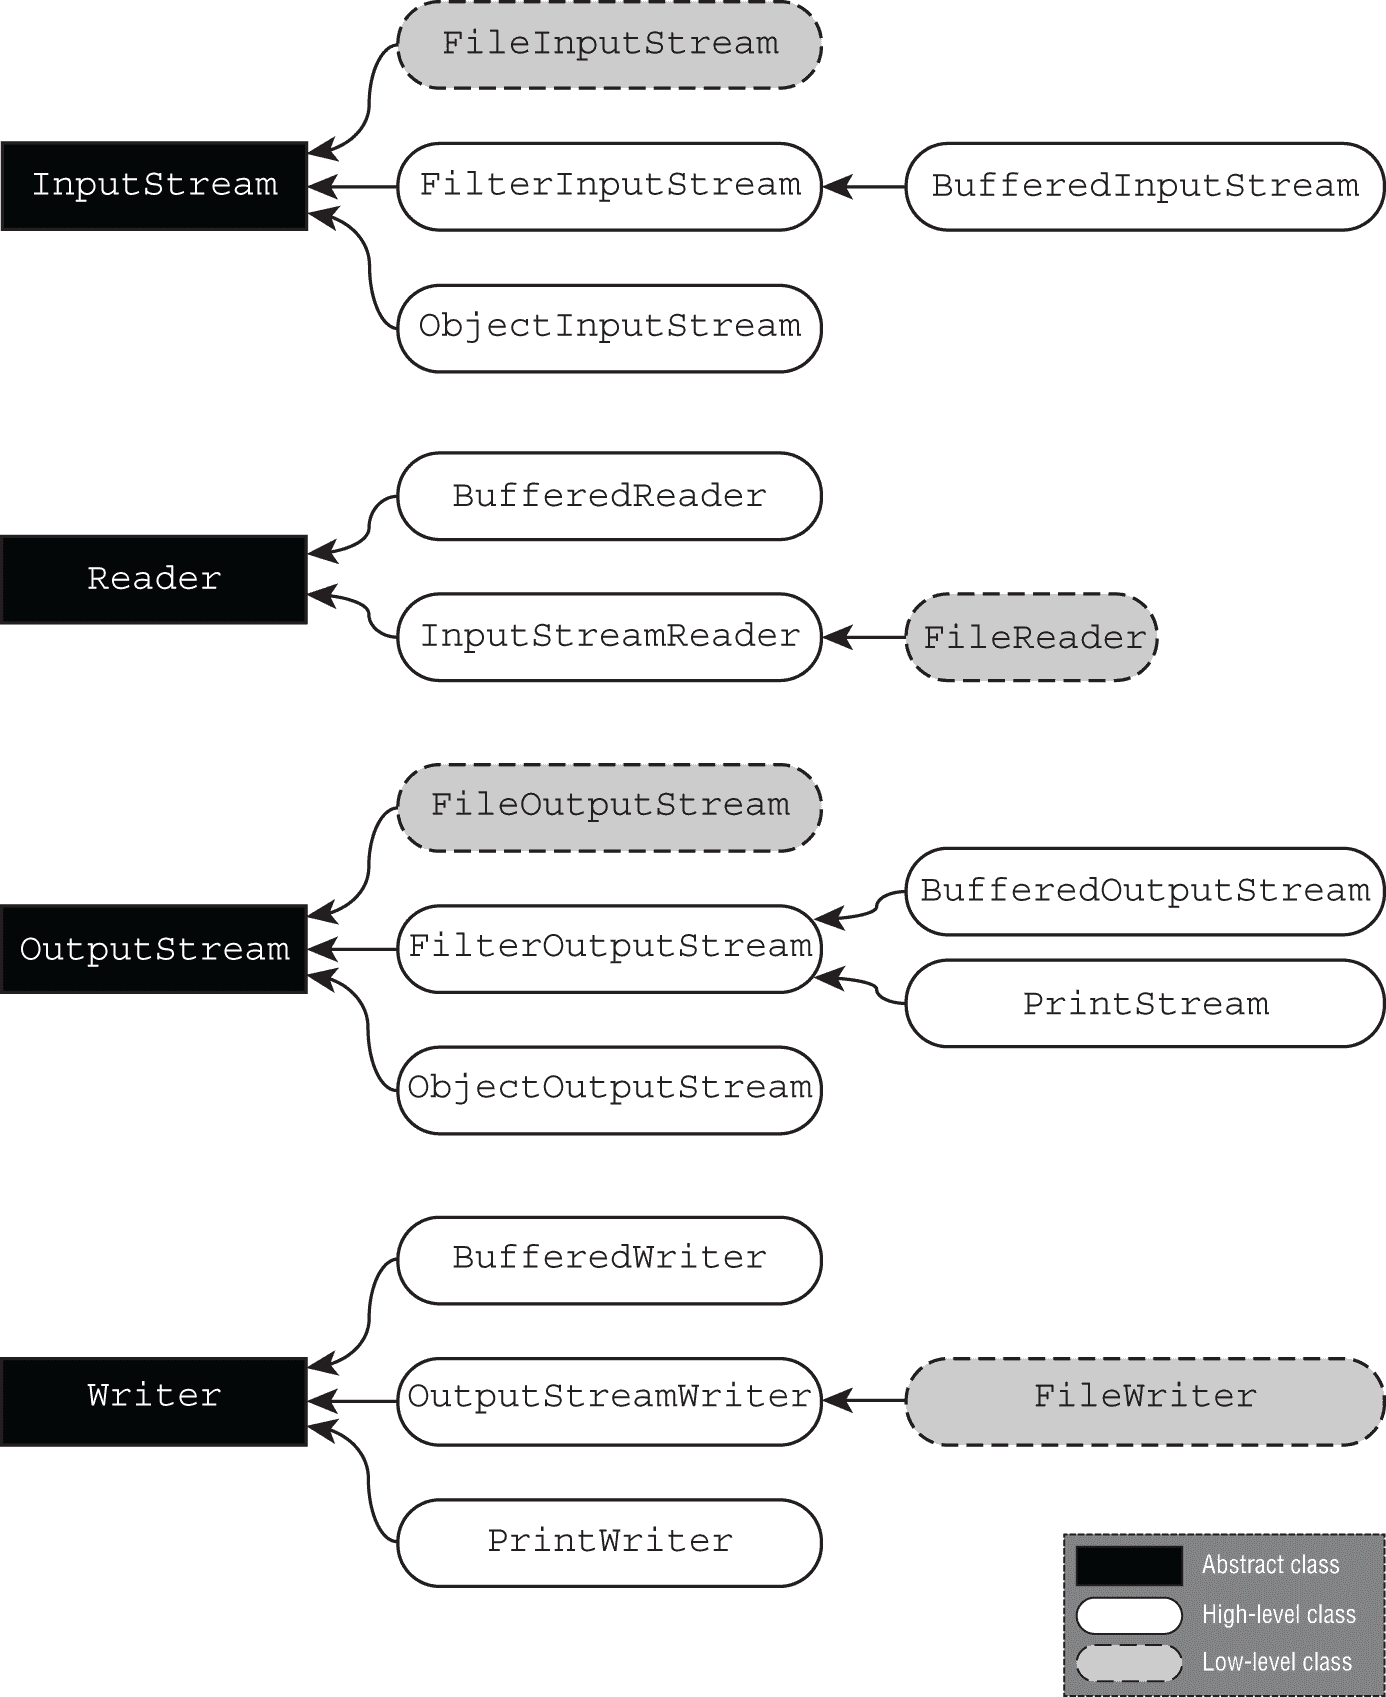 FileInputStream
InputStream
FilterInputStream
BufferedInputStream
ObjectInputStream
BufferedReader
Reader
InputStreamReader
FileReader
FileOutputStream
BufferedOutputStream
OutputStream
FilterOutputStream
PrintStream
ObjectOutputStream
BufferedWriter
Writer
OutputStreamWriter
FileWriter
PrintWriter
Abstract class
High-level class
Low-level class